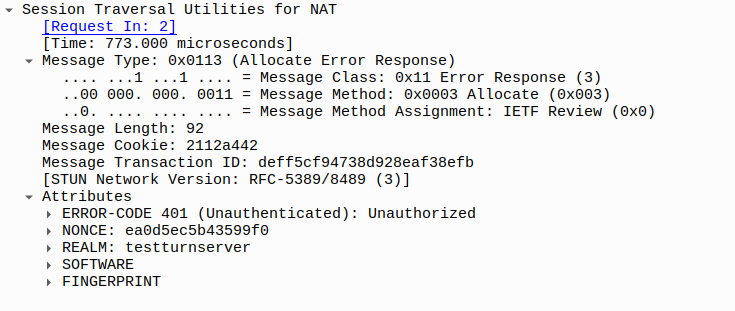 Session Traversal Utilities for NAT
[Request In: 2]
[Time: 773.000 microseconds]
Message Type: 0x0113 (Allocate Error Response)
.... ...1 ...1 .... = Message Class: 0x11 Error Response (3)
..00 000. 000. 0011 = Message Method: 0x0003 Allocate (0x003)
..0. .... .... .... = Message Method Assignment: IETF Review (0x0)
Message Length: 92
Message Cookie: 2112a442
Message Transaction ID: deff5cf94738d928eaf38efb
[STUN Network Version: RFC-5389/8489 (3)]
Attributes
ERROR-CODE 401 (Unauthenticated): Unauthorized
NONCE: ea0d5ec5b43599f0
REALM: testturnserver
SOFTWARE
FINGERPRINT